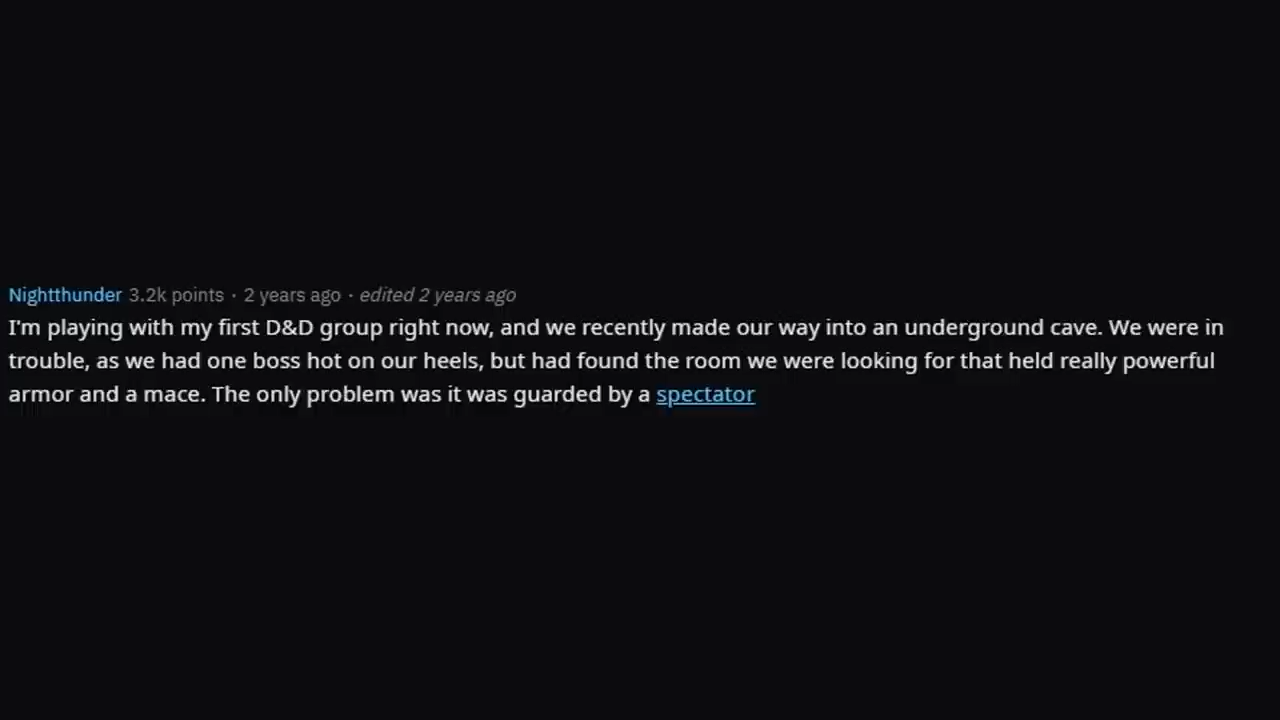 Nightthunder 3.2k points · 2 years ago · edited 2 years ago
I'm playing with my first D&D group right now, and we recently made our way into an underground cave. We were in
trouble, as we had one boss hot on our heels, but had found the room we were looking for that held really powerful
armor and a mace. The only problem was it was guarded by a spectator